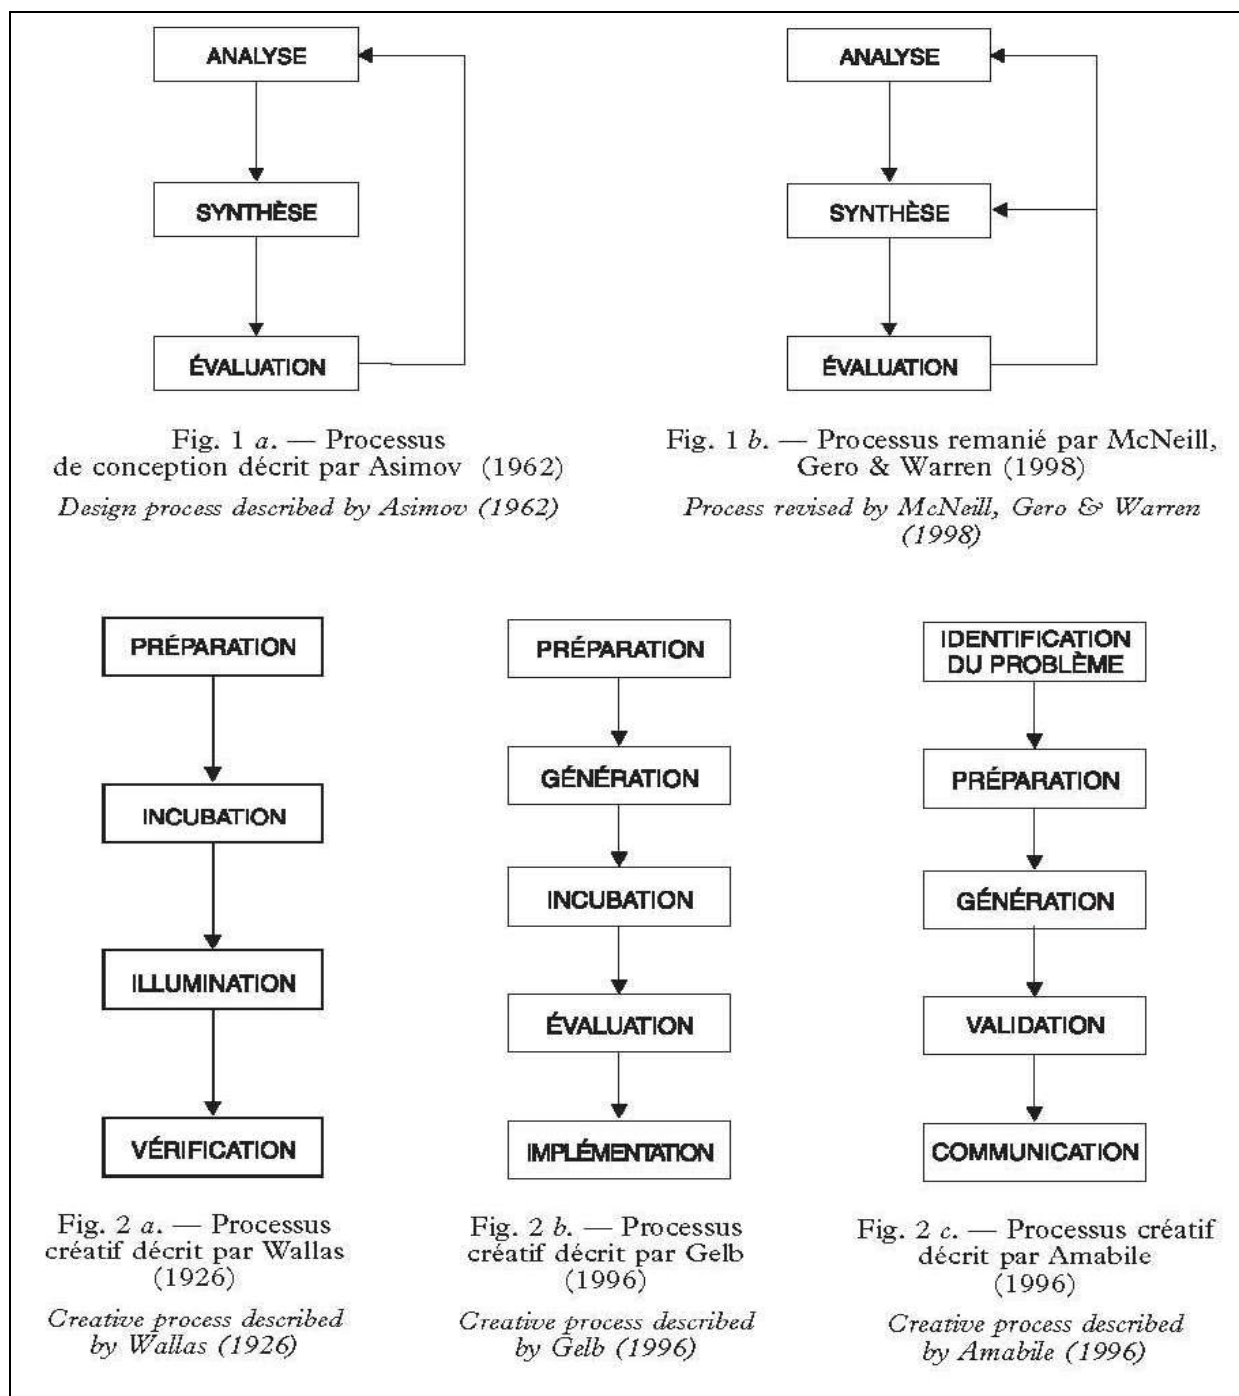 ANALYSE
SYNTHÈSE
ÉVALUATION
Fig. 1 a. — Processus
de conception décrit par Asimov (1962)
Design process described by Asimov (1962)
ANALYSE
SYNTHÈSE
ÉVALUATION
Fig. 1 b. — Processus remanié par McNeill,
Gero & Warren (1998)
Process revised by McNeill, Gero & Warren
(1998)
PRÉPARATION
INCUBATION
ILLUMINATION
VÉRIFICATION
Fig. 2 a. — Processus
créatif décrit par Wallas
(1926)
Creative process described
by Wallas (1926)
PRÉPARATION
GÉNÉRATION
INCUBATION
ÉVALUATION
IMPLÉMENTATION
Fig. 2 b. — Processus
créatif décrit par Gelb
(1996)
Creative process described
by Gelb (1996)
IDENTIFICATION
DU PROBLÈME
PRÉPARATION
GÉNÉRATION
VALIDATION
COMMUNICATION
Fig. 2 c. — Processus créatif
décrit par Amabile
(1996)
Creative process described
by Amabile (1996)